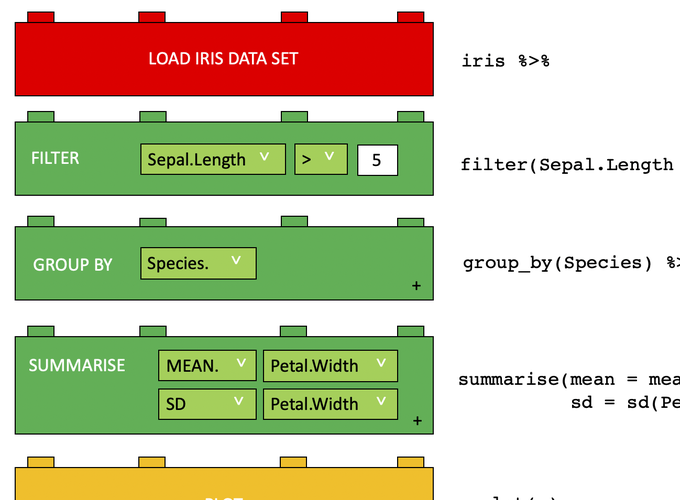 LOAD IRIS DATA SET
iris %>%
FILTER Sepal.Length > 5
filter(Sepal.Length
GROUP BY Species.
+
group_by(Species) %>
SUMMARISE MEAN. Petal.Width
SD Petal.Width
+
summarise(mean = mea
sd = sd(Pe